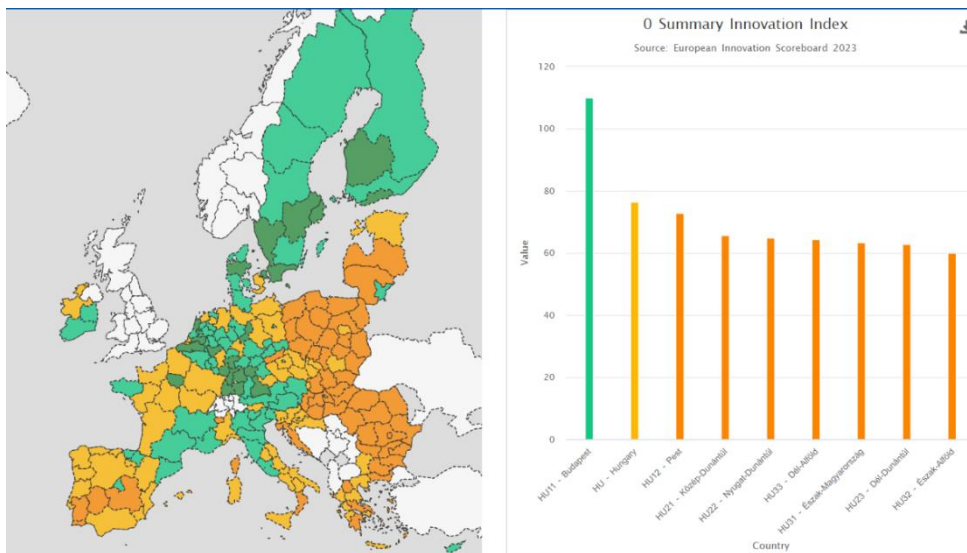 0 Summary Innovation Index
Source: European Innovation Scoreboard 2023
120
100
80
60
40
20
0
Value
HU11 - Budapest
HU - Hungary
HU12 - Pest
HU21 - Közép-Dunántúl
HU22 - Nyugat-Dunántúl
HU33 - Dél-Alföld
HU31 - Észak-Magyarország
HU23 - Dél-Dunántúl
HU32 - Észak-Alföld
Country